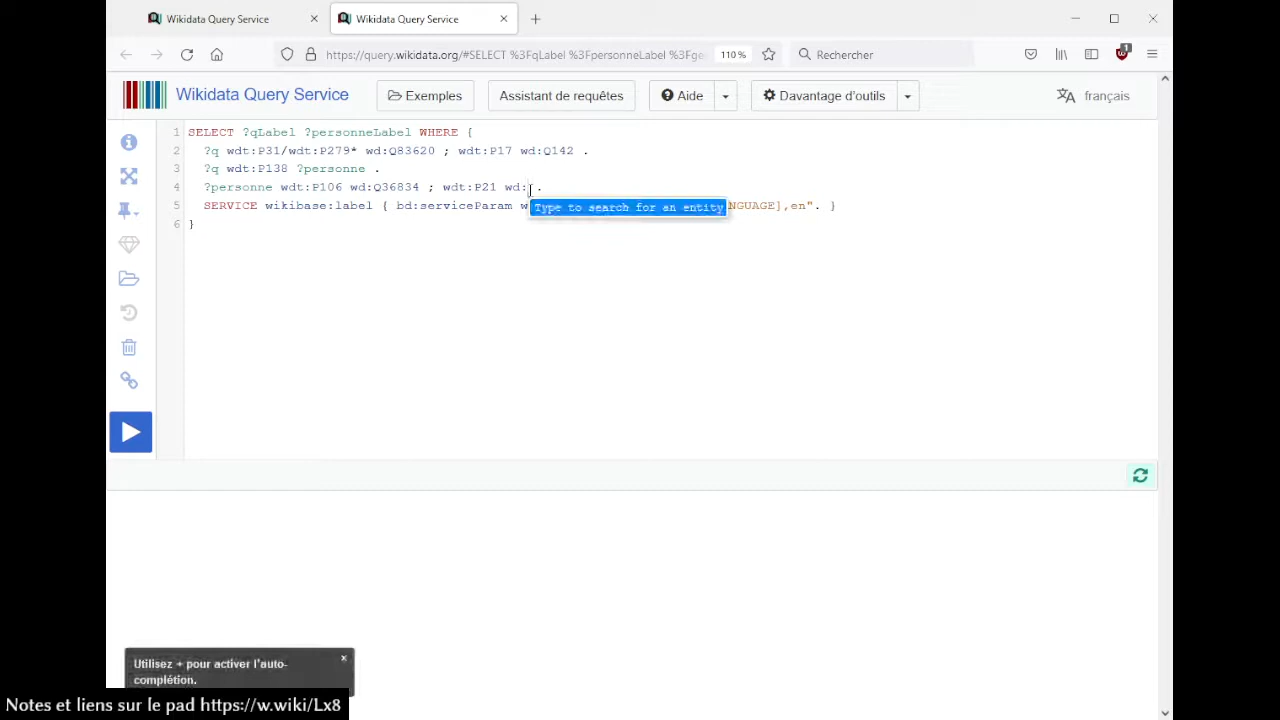 Wikidata Query Service
Wikidata Query Service
https://query.wikidata.org/#SELECT %3FqLabel %3FpersonneLabel %3Fge
110 %
Rechercher
1
Wikidata Query Service
Exemples
Assistant de requêtes
Aide
Davantage d'outils
français
1 SELECT ?qLabel ?personneLabel WHERE {
2 ?q wdt:P31/wdt:P279* wd:Q83620 ; wdt:P17 wd:Q142 .
3 ?q wdt:P138 ?personne .
4 ?personne wdt:P106 wd:Q36834 ; wdt:P21 wd: .
5 SERVICE wikibase:label { bd:serviceParam w NGUAGE],en". }
Type to search for an entity
6 }
Utilisez + pour activer l'auto-
complétion.
Notes et liens sur le pad https://w.wiki/Lx8